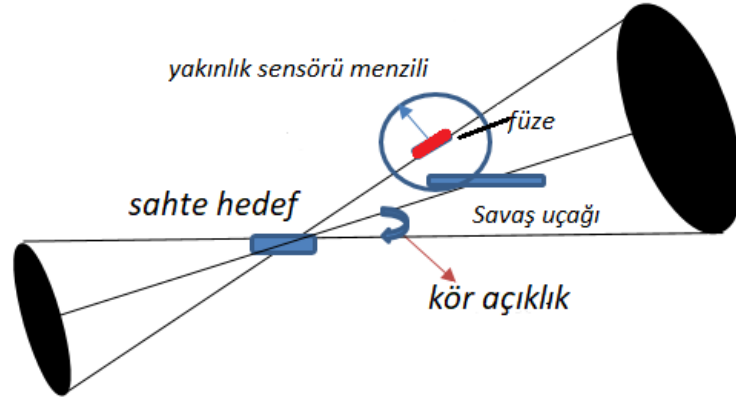 yakınlık sensörü menzili
füze
sahte hedef
Savaş uçağı
kör açıklık